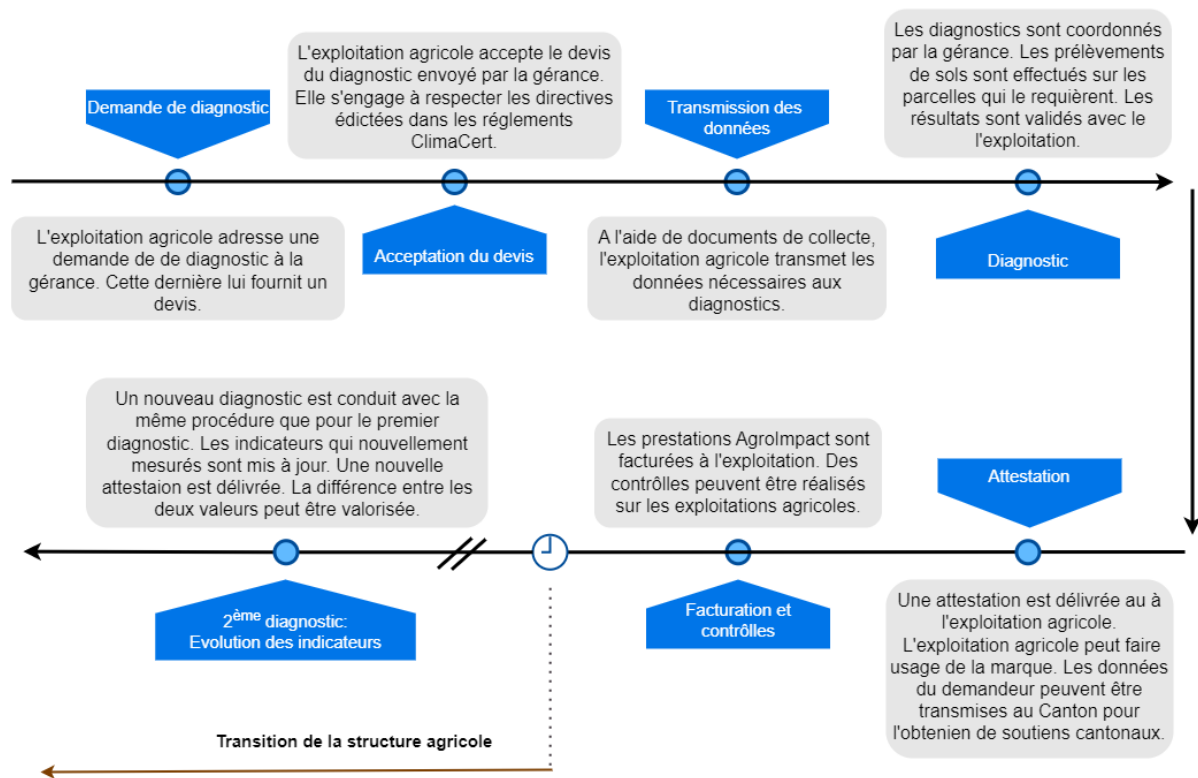 Demande de diagnostic
L'exploitation agricole adresse une
demande de de diagnostic à la
gérance. Cette dernière lui fournit un
devis.
L'exploitation agricole accepte le devis
du diagnostic envoyé par la gérance.
Elle s'engage à respecter les directives
édictées dans les réglements
ClimaCert.
Acceptation du devis
Transmission des
données
A l'aide de documents de collecte,
l'exploitation agricole transmet les
données nécessaires aux
diagnostics.
Les diagnostics sont coordonnés
par la gérance. Les prélèvements
de sols sont effectués sur les
parcelles qui le requièrent. Les
résultats sont validés avec le
l'exploitation.
Diagnostic
Attestation
Une attestation est délivrée au à
l'exploitation agricole.
L'exploitation agricole peut faire
usage de la marque. Les données
du demandeur peuvent être
transmises au Canton pour
l'obtenien de soutiens cantonaux.
Les prestations AgroImpact sont
facturées à l'exploitation. Des
contrôlles peuvent être réalisés
sur les exploitations agricoles.
Facturation et
contrôlles
Un nouveau diagnostic est conduit avec la
même procédure que pour le premier
diagnostic. Les indicateurs qui nouvellement
mesurés sont mis à jour. Une nouvelle
attestaion est délivrée. La différence entre les
deux valeurs peut être valorisée.
2ème diagnostic:
Evolution des indicateurs
Transition de la structure agricole